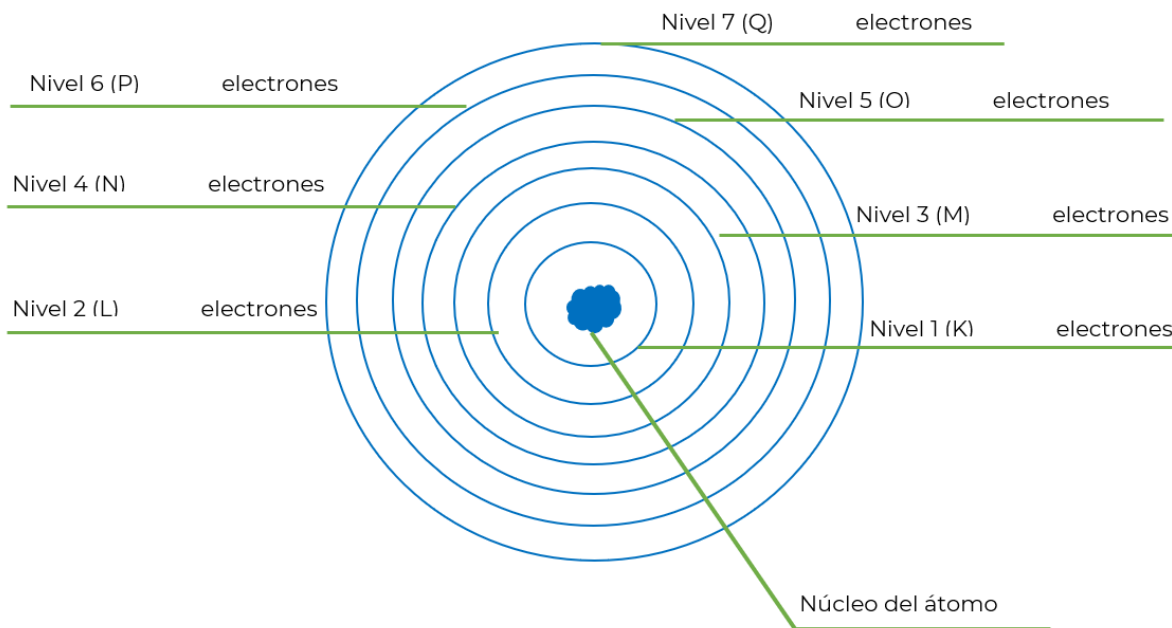 Nivel 7 (Q) electrones
Nivel 6 (P) electrones
Nivel 5 (O) electrones
Nivel 4 (N) electrones
Nivel 3 (M) electrones
Nivel 2 (L) electrones
Nivel 1 (K) electrones
Núcleo del átomo